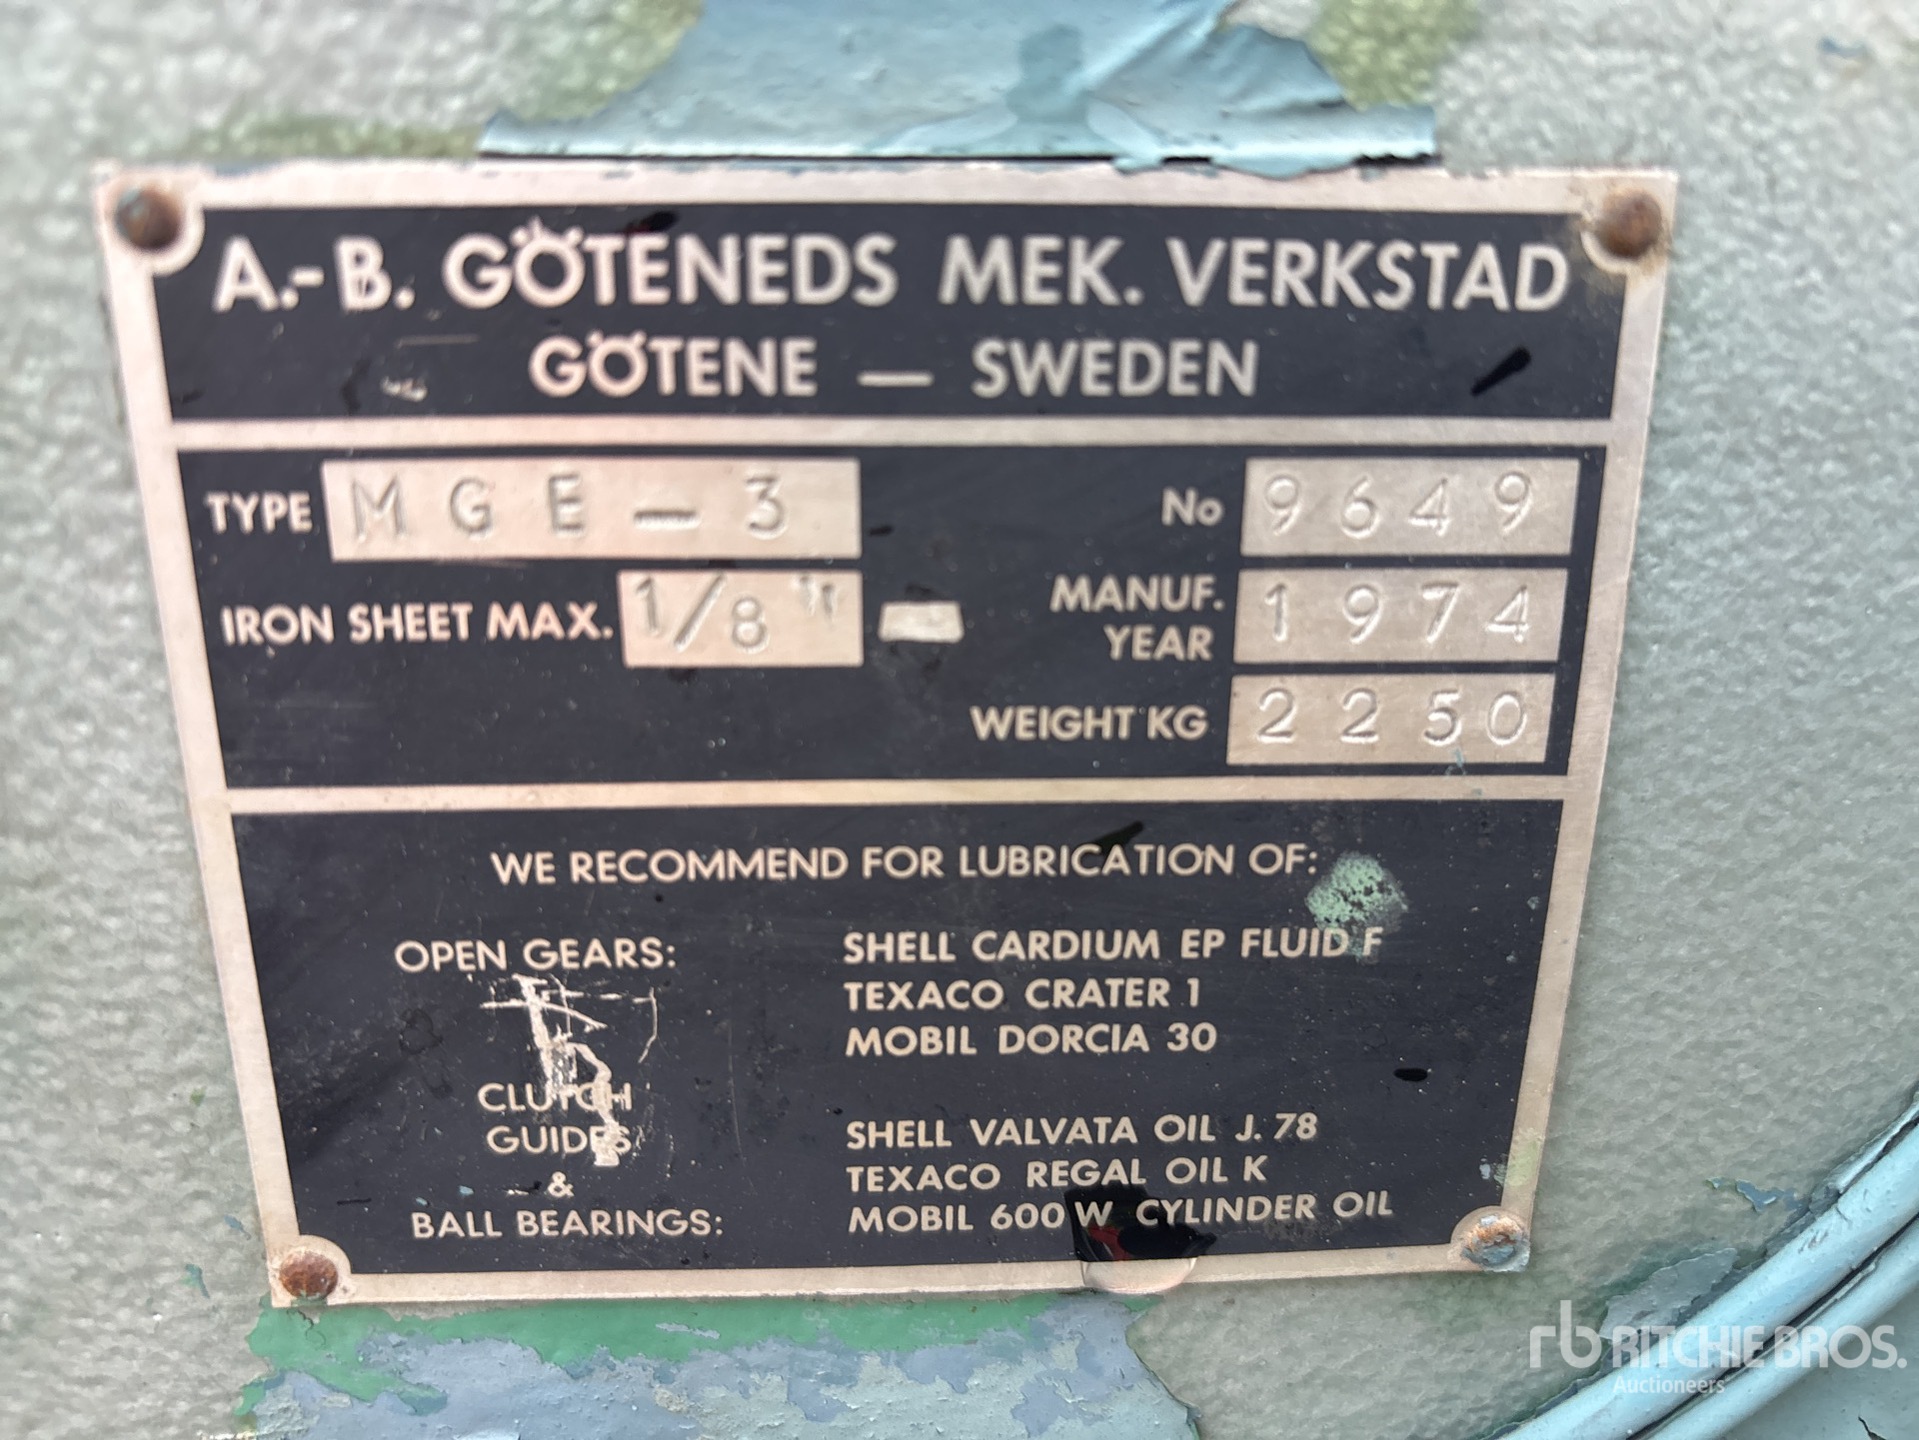 A.-B. GÖTENEDS MEK. VERKSTAD
GÖTENE — SWEDEN
TYPE MGE-3
No 9649
IRON SHEET MAX. 1/8"
MANUF. YEAR 1974
WEIGHT KG 2250
WE RECOMMEND FOR LUBRICATION OF:
OPEN GEARS: SHELL CARDIUM EP FLUID F
TEXACO CRATER 1
MOBIL DORCIA 30
CLUTCH
GUIDES
&
BALL BEARINGS:
SHELL VALVATA OIL J. 78
TEXACO REGAL OIL K
MOBIL 600 W CYLINDER OIL
rb RITCHIE BROS.
Auctioneers